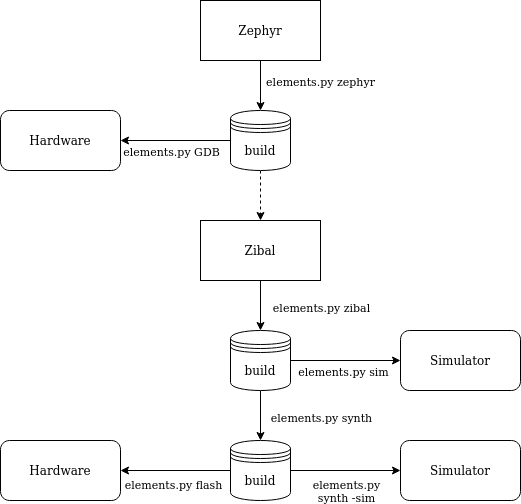 Zephyr
elements.py zephyr
Hardware
build
elements.py GDB
Zibal
elements.py zibal
build
Simulator
elements.py sim
elements.py synth
Hardware
build
Simulator
elements.py flash
elements.py
synth -sim